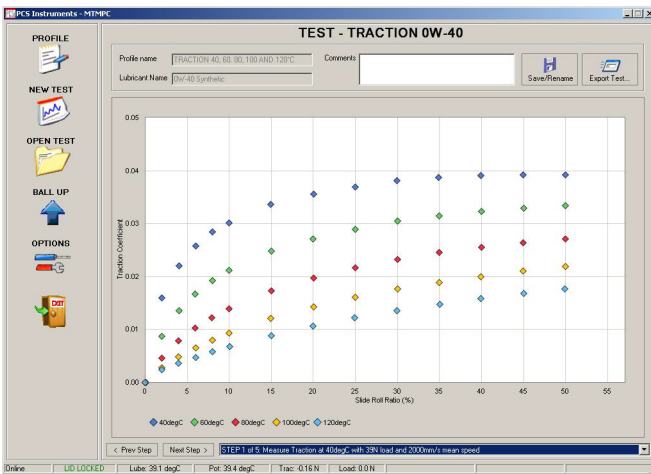 PCS Instruments - MTMPC
PROFILE
NEW TEST
OPEN TEST
BALL UP
OPTIONS
EXIT
TEST - TRACTION 0W-40
Profile name TRACTION 40, 60, 80, 100 AND 120°C Comments
Lubricant Name 0W-40 Synthetic
Save/Rename Export Test...
0.05
0.04
0.03
0.02
0.01
0.00
Traction Coefficient
0 5 10 15 20 25 30 35 40 45 50 55
Slide Roll Ratio (%)
40degC 60degC 80degC 100degC 120degC
< Prev Step Next Step > STEP 1 of 5: Measure Traction at 40degC with 39N load and 2000mm/s mean speed
Online LID LOCKED Lube: 39.1 degC Pot: 39.4 degC Trac: -0.16 N Load: 0.0 N